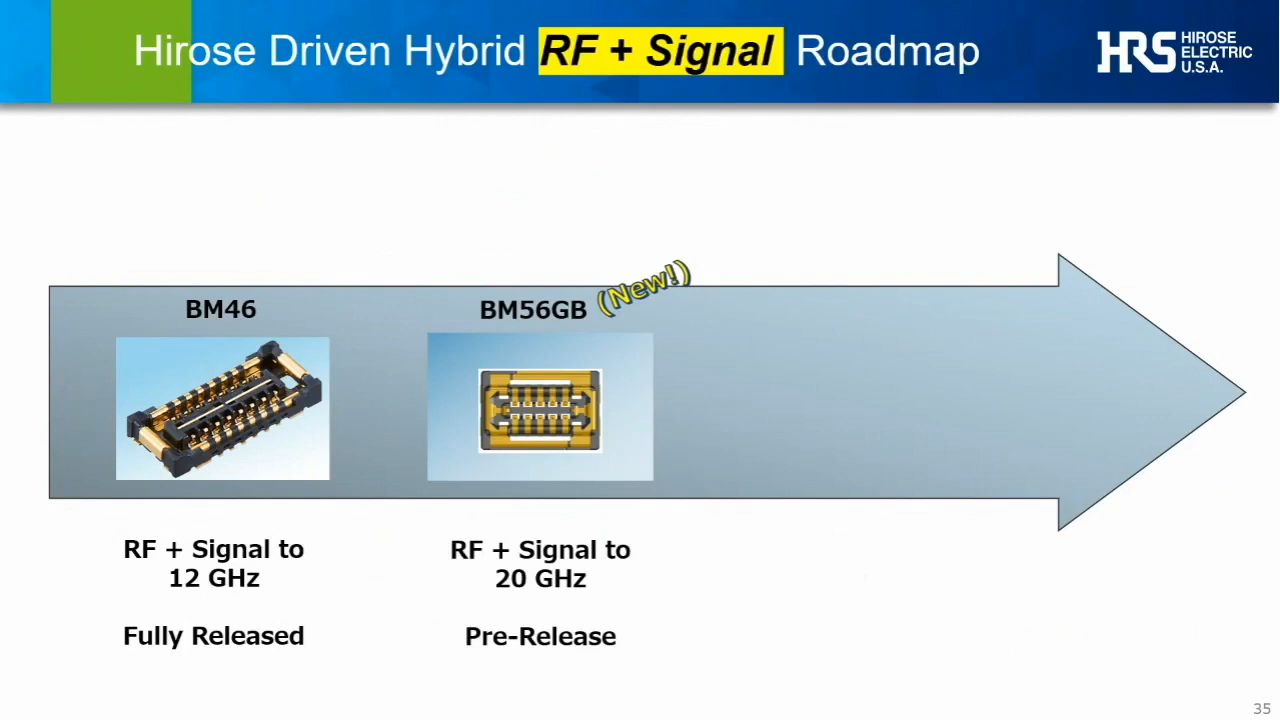 Hirose Driven Hybrid RF + Signal Roadmap
HRS HIROSE
ELECTRIC
U.S.A.
BM46
BM56GB (New!)
RF + Signal to
12 GHz
Fully Released
RF + Signal to
20 GHz
Pre-Release
35